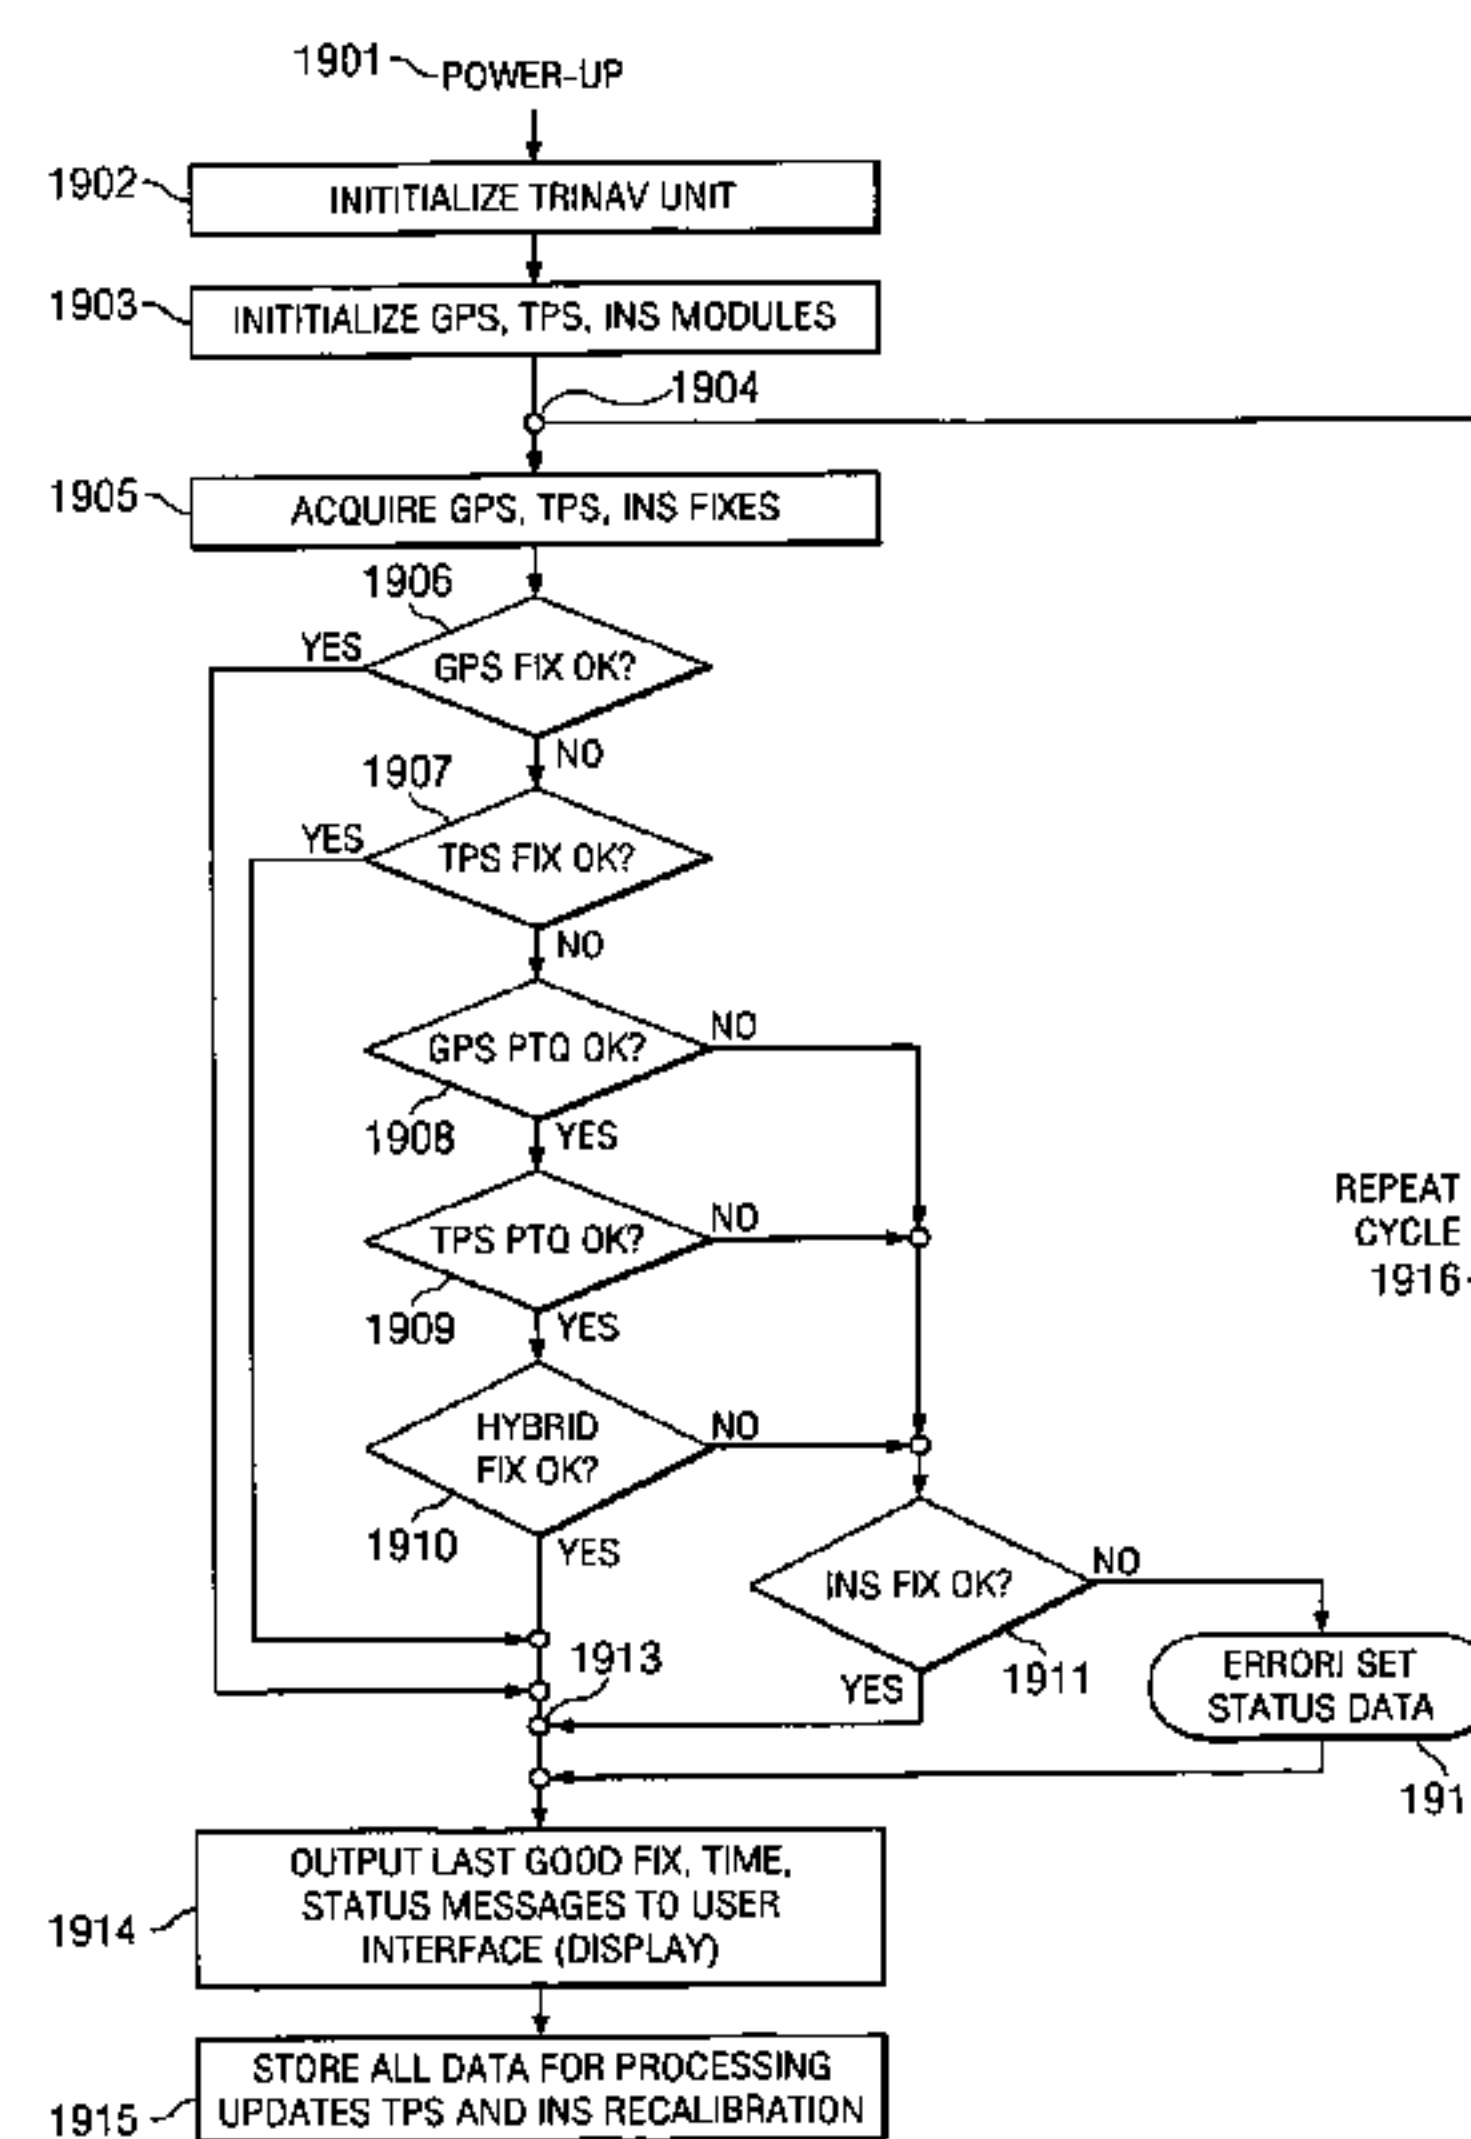 1901
POWER-UP
1902
INITITIALIZE TRINAV UNIT
1903
INITITIALIZE GPS, TPS, INS MODULES
1904
1905
ACQUIRE GPS, TPS, INS FIXES
1906
YES
GPS FIX OK?
NO
1907
YES
TPS FIX OK?
NO
GPS PTQ OK?
NO
1908
YES
TPS PTQ OK?
NO
1909
YES
REPEAT
CYCLE
1916
HYBRID
FIX OK?
NO
1910
YES
INS FIX OK?
NO
1911
YES
1913
ERROR! SET
STATUS DATA
191
OUTPUT LAST GOOD FIX, TIME,
STATUS MESSAGES TO USER
INTERFACE (DISPLAY)
1914
STORE ALL DATA FOR PROCESSING
UPDATES TPS AND INS RECALIBRATION
1915